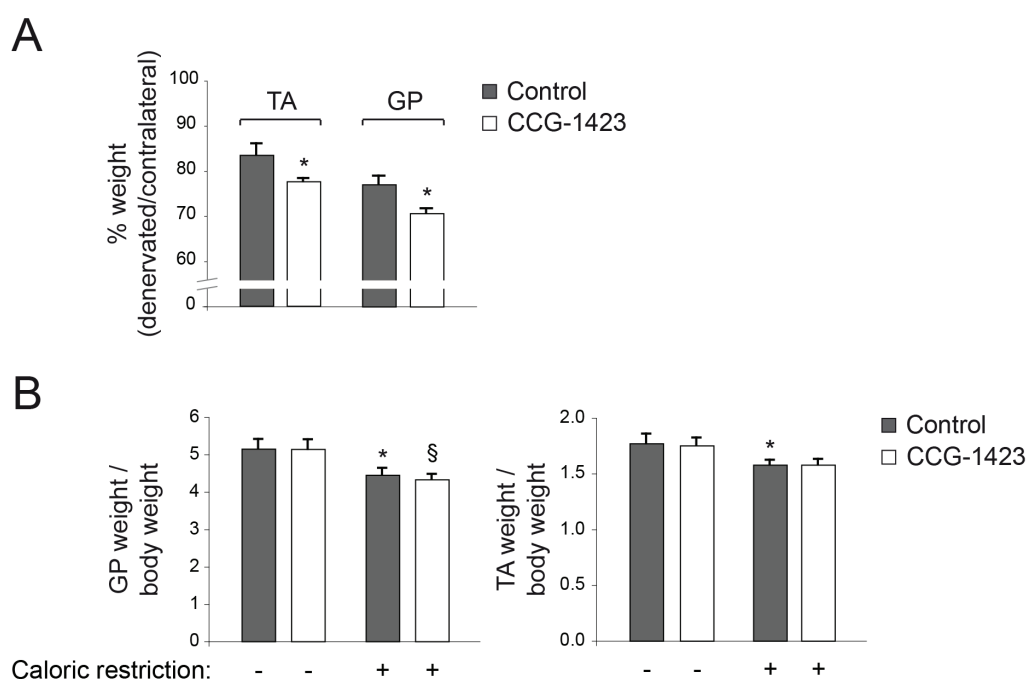 A
% weight
(denervated/contralateral)
100
90
80
70
60
0
TA
GP
*
*
Control
CCG-1423
B
GP weight /
body weight
6
5
4
3
2
1
0
*
§
TA weight /
body weight
2.0
1.5
1.0
0.5
0.0
*
Control
CCG-1423
Caloric restriction: - - + + - - + +